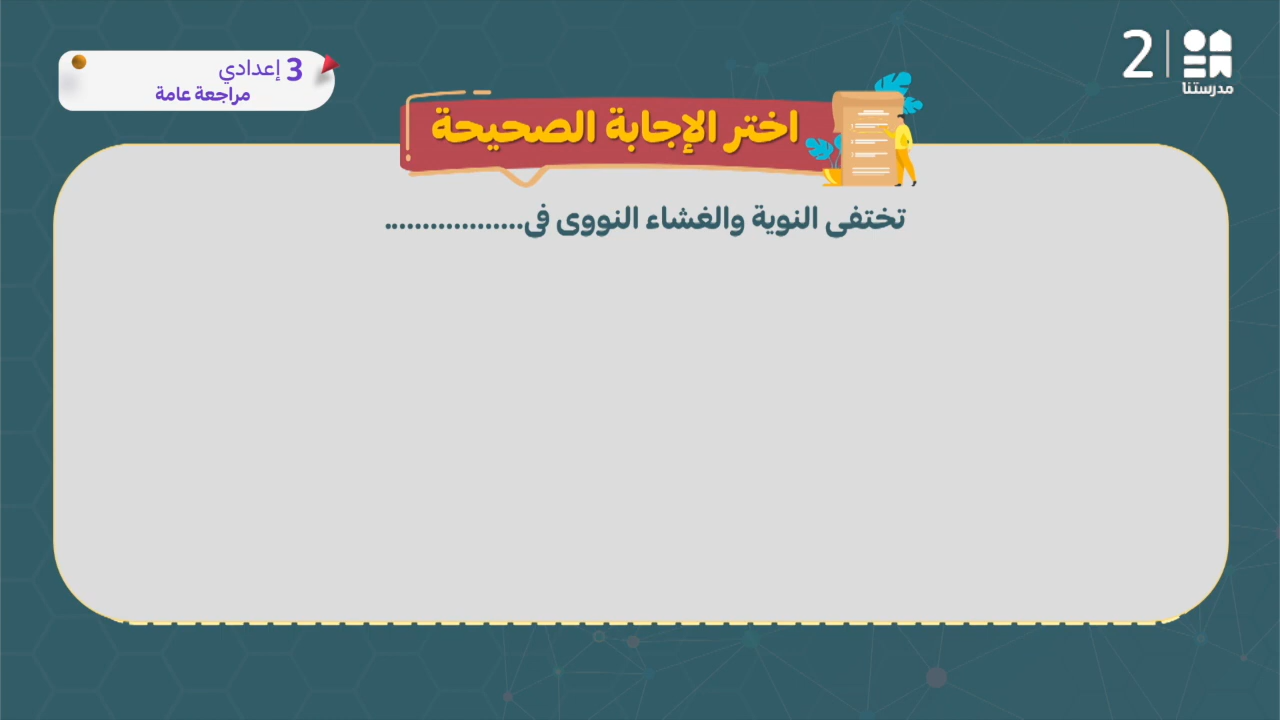 2
مدرستنا
3 إعدادي
مراجعة عامة
اختر الإجابة الصحيحة
تختفى النوية والغشاء النووى فى..................